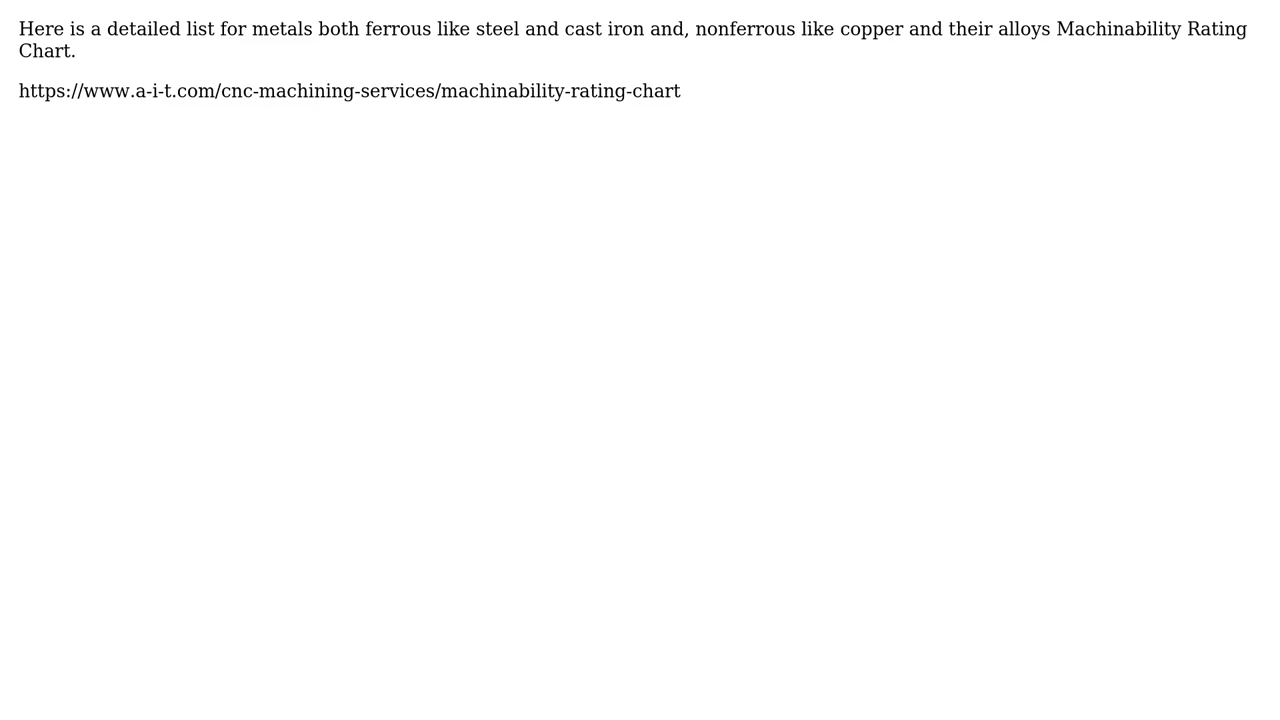 Here is a detailed list for metals both ferrous like steel and cast iron and, nonferrous like copper and their alloys Machinability Rating
Chart.
https://www.a-i-t.com/cnc-machining-services/machinability-rating-chart